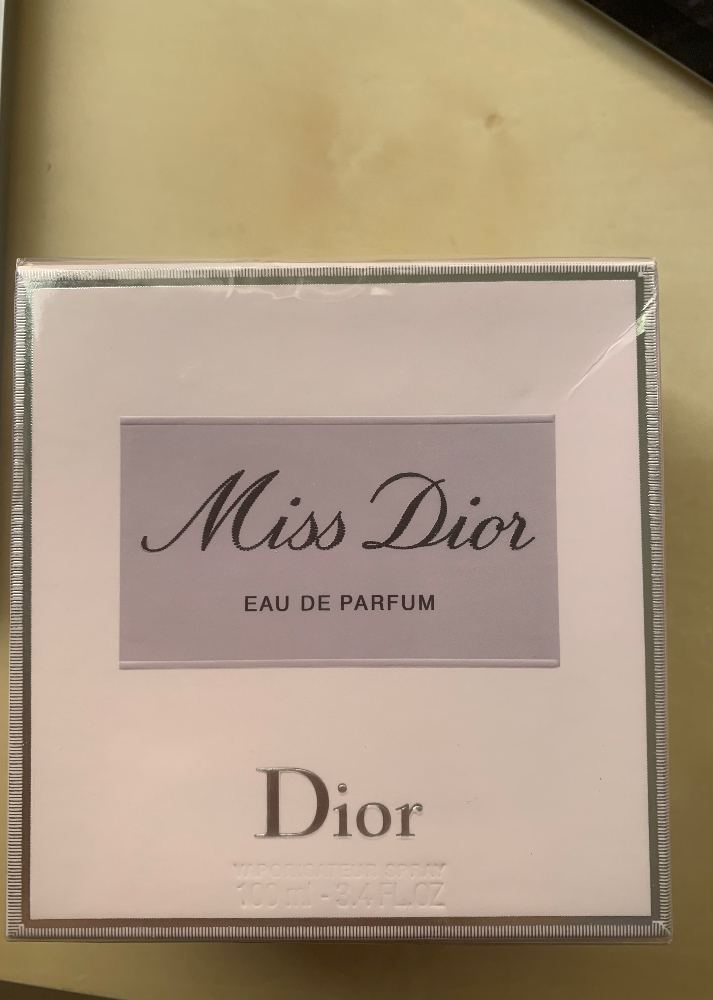 Miss Dior
EAU DE PARFUM
Dior
VAPORISATEUR SPRAY
100 ml - 3.4 FL.OZ